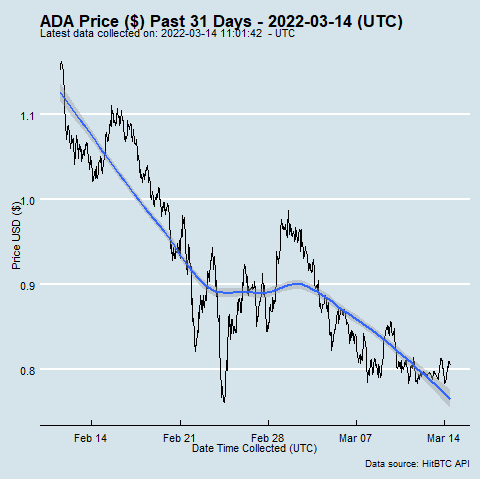 ADA Price ($) Past 31 Days - 2022-03-14 (UTC)
Latest data collected on: 2022-03-14 11:01:42 - UTC
Price USD ($)
1.1
1.0
0.9
0.8
Feb 14 Feb 21 Feb 28 Mar 07 Mar 14
Date Time Collected (UTC)
Data source: HitBTC API